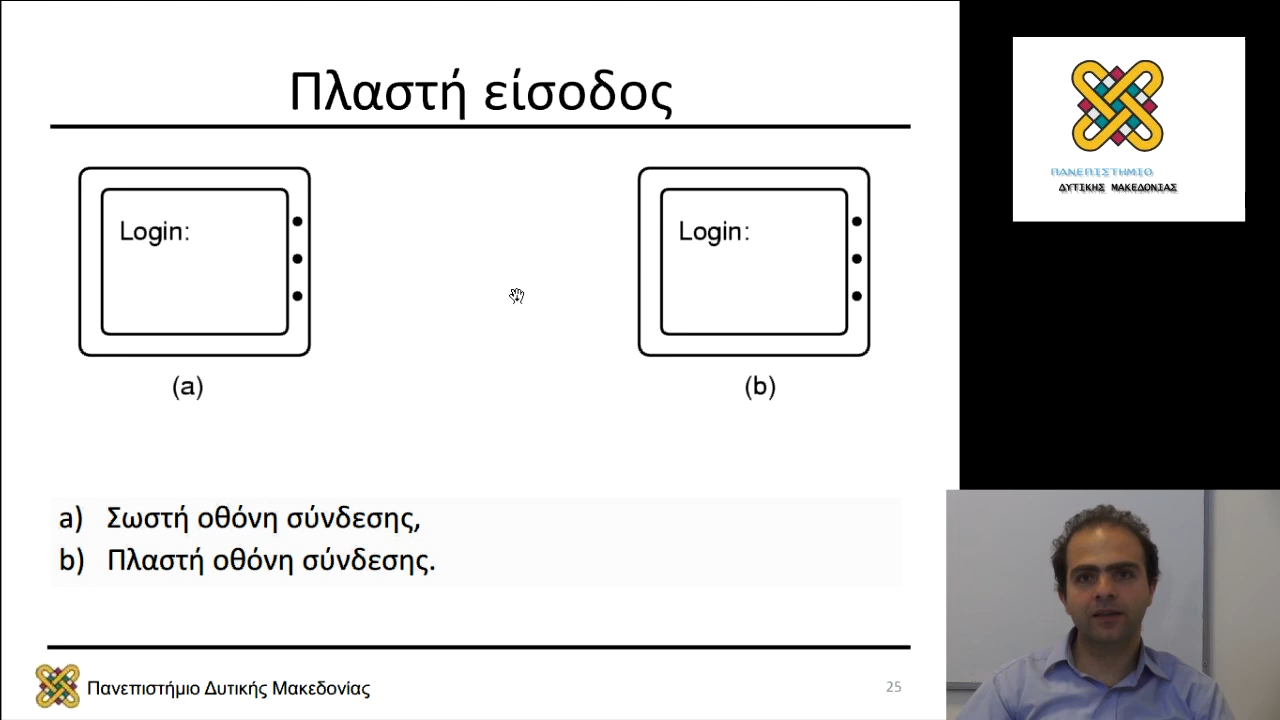 Πλαστή είσοδος
Login:
Login:
(a)
(b)
a) Σωστή οθόνη σύνδεσης,
b) Πλαστή οθόνη σύνδεσης.
Πανεπιστήμιο Δυτικής Μακεδονίας
25
ΠΑΝΕΠΙΣΤΗΜΙΟ
ΔΥΤΙΚΗΣ ΜΑΚΕΔΟΝΙΑΣ